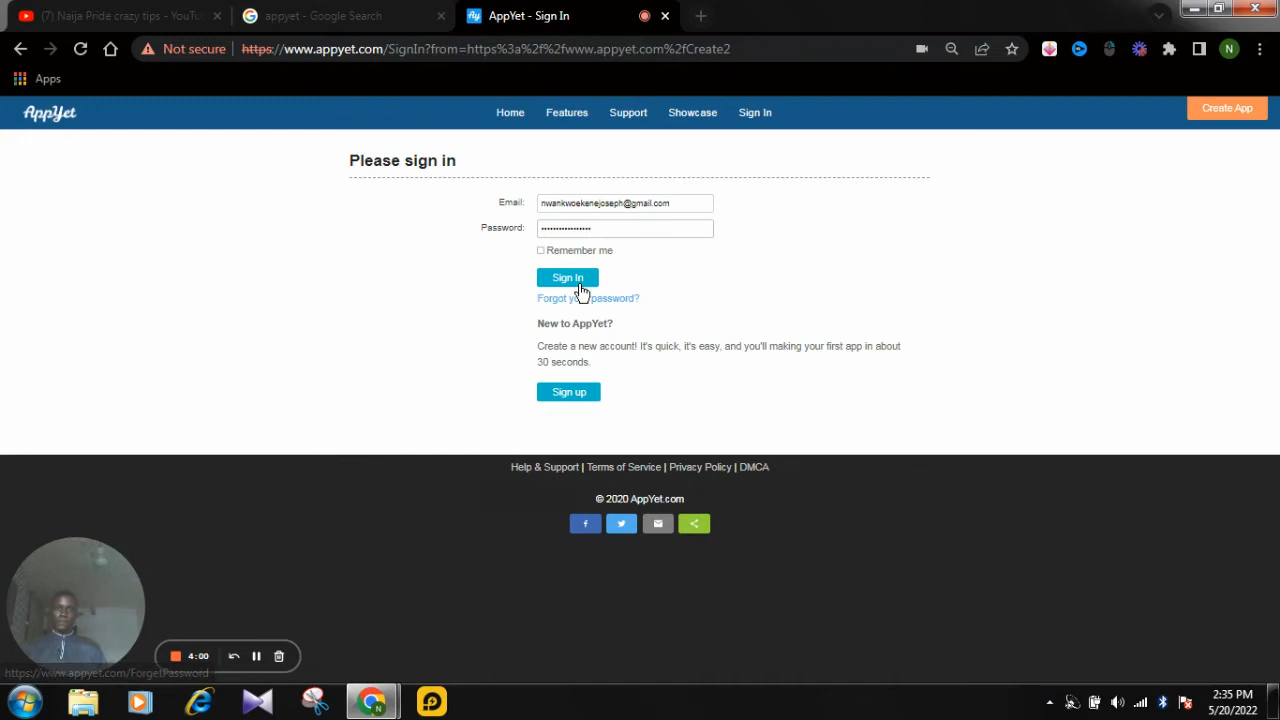 (7) Naija Pride crazy tips - YouTu
appyet - Google Search
AppYet - Sign In
Not secure https://www.appyet.com/SignIn?from=https%3a%2f%2fwww.appyet.com%2fCreate2
N
Apps
AppYet
Home Features Support Showcase Sign In
Create App
Please sign in
Email: nwankwoekenejoseph@gmail.com
Password: ••••••••••••••••
Remember me
Sign In
Forgot your password?
New to AppYet?
Create a new account! It's quick, it's easy, and you'll making your first app in about
30 seconds.
Sign up
Help & Support | Terms of Service | Privacy Policy | DMCA
© 2020 AppYet.com
4:00
https://www.appyet.com/ForgetPassword
2:35 PM
5/20/2022